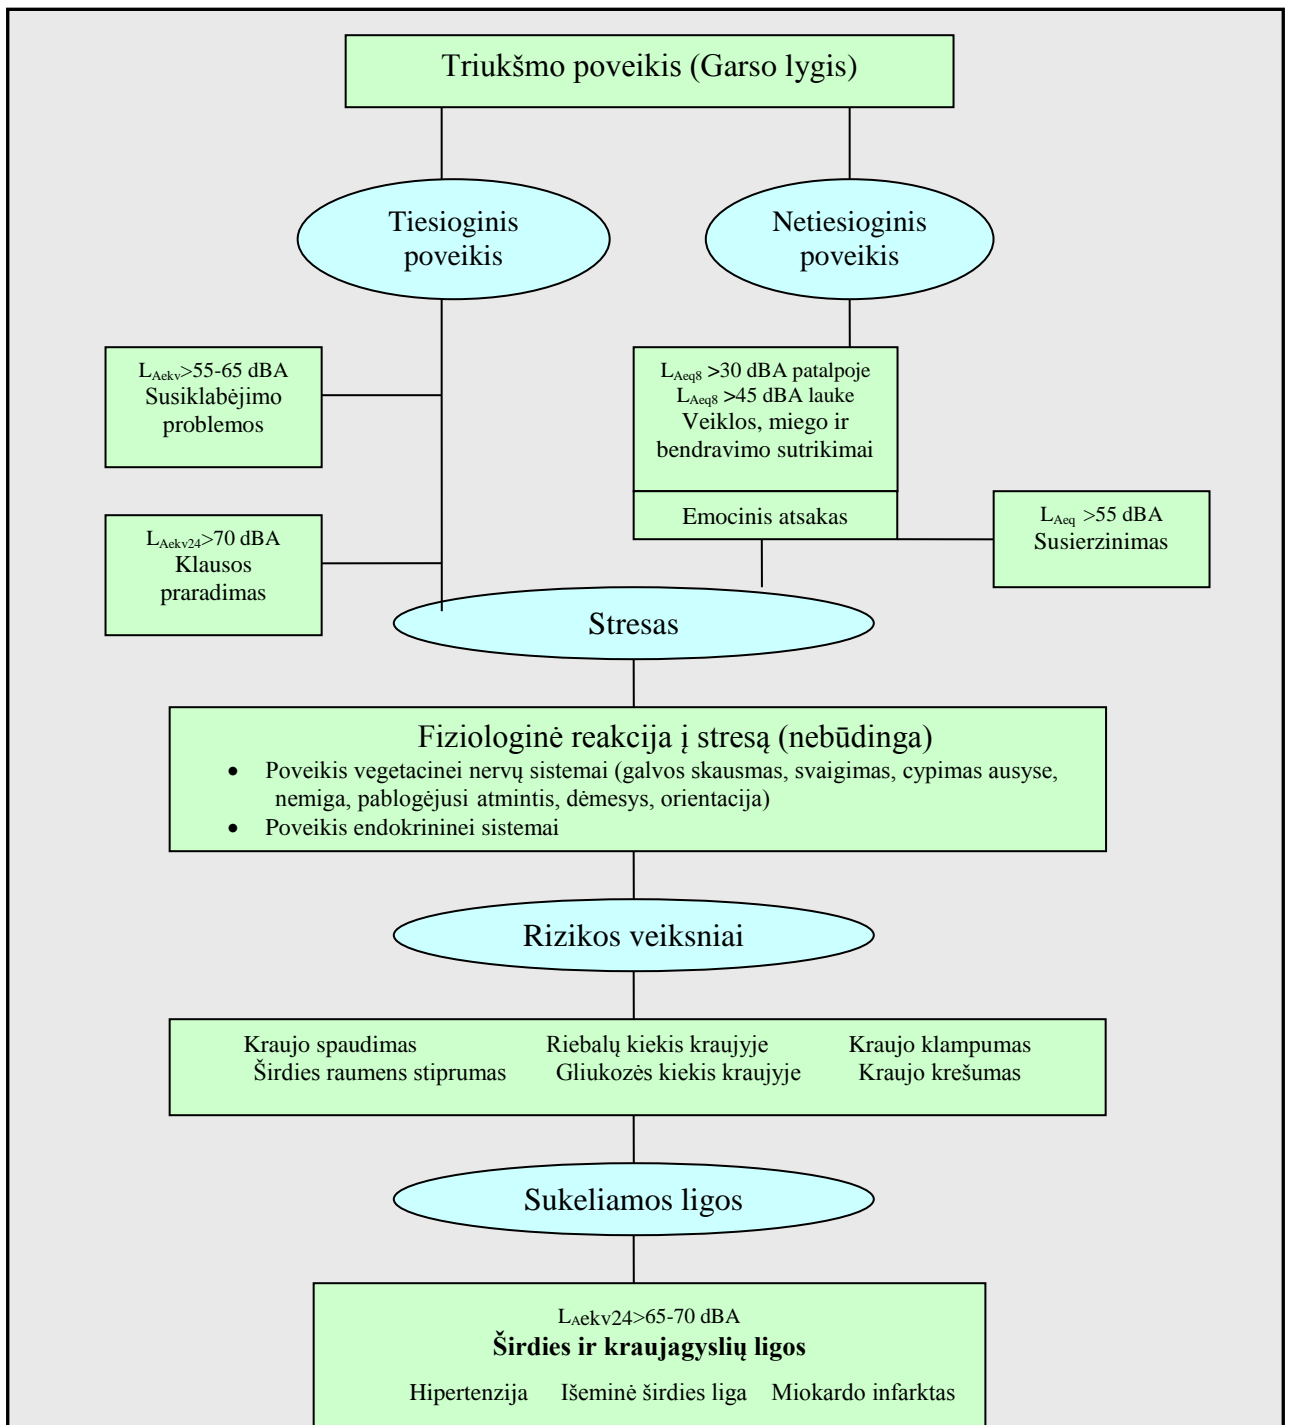 Triukšmo poveikis (Garso lygis)
Tiesioginis
poveikis
Netiesioginis
poveikis
LAekv>55-65 dBA
Susiklabėjimo
problemos
LAeq8 >30 dBA patalpoje
LAeq8 >45 dBA lauke
Veiklos, miego ir
bendravimo sutrikimai
Emocinis atsakas
LAeq >55 dBA
Susierzinimas
LAekv24>70 dBA
Klausos
praradimas
Stresas
Fiziologinė reakcija į stresą (nebūdinga)
• Poveikis vegetacinei nervų sistemai (galvos skausmas, svaigimas, cypimas ausyse,
nemiga, pablogėjusi atmintis, dėmesys, orientacija)
• Poveikis endokrininei sistemai
Rizikos veiksniai
Kraujo spaudimas Riebalų kiekis kraujyje Kraujo klampumas
Širdies raumens stiprumas Gliukozės kiekis kraujyje Kraujo krešumas
Sukeliamos ligos
LAekv24>65-70 dBA
Širdies ir kraujagyslių ligos
Hipertenzija Išeminė širdies liga Miokardo infarktas